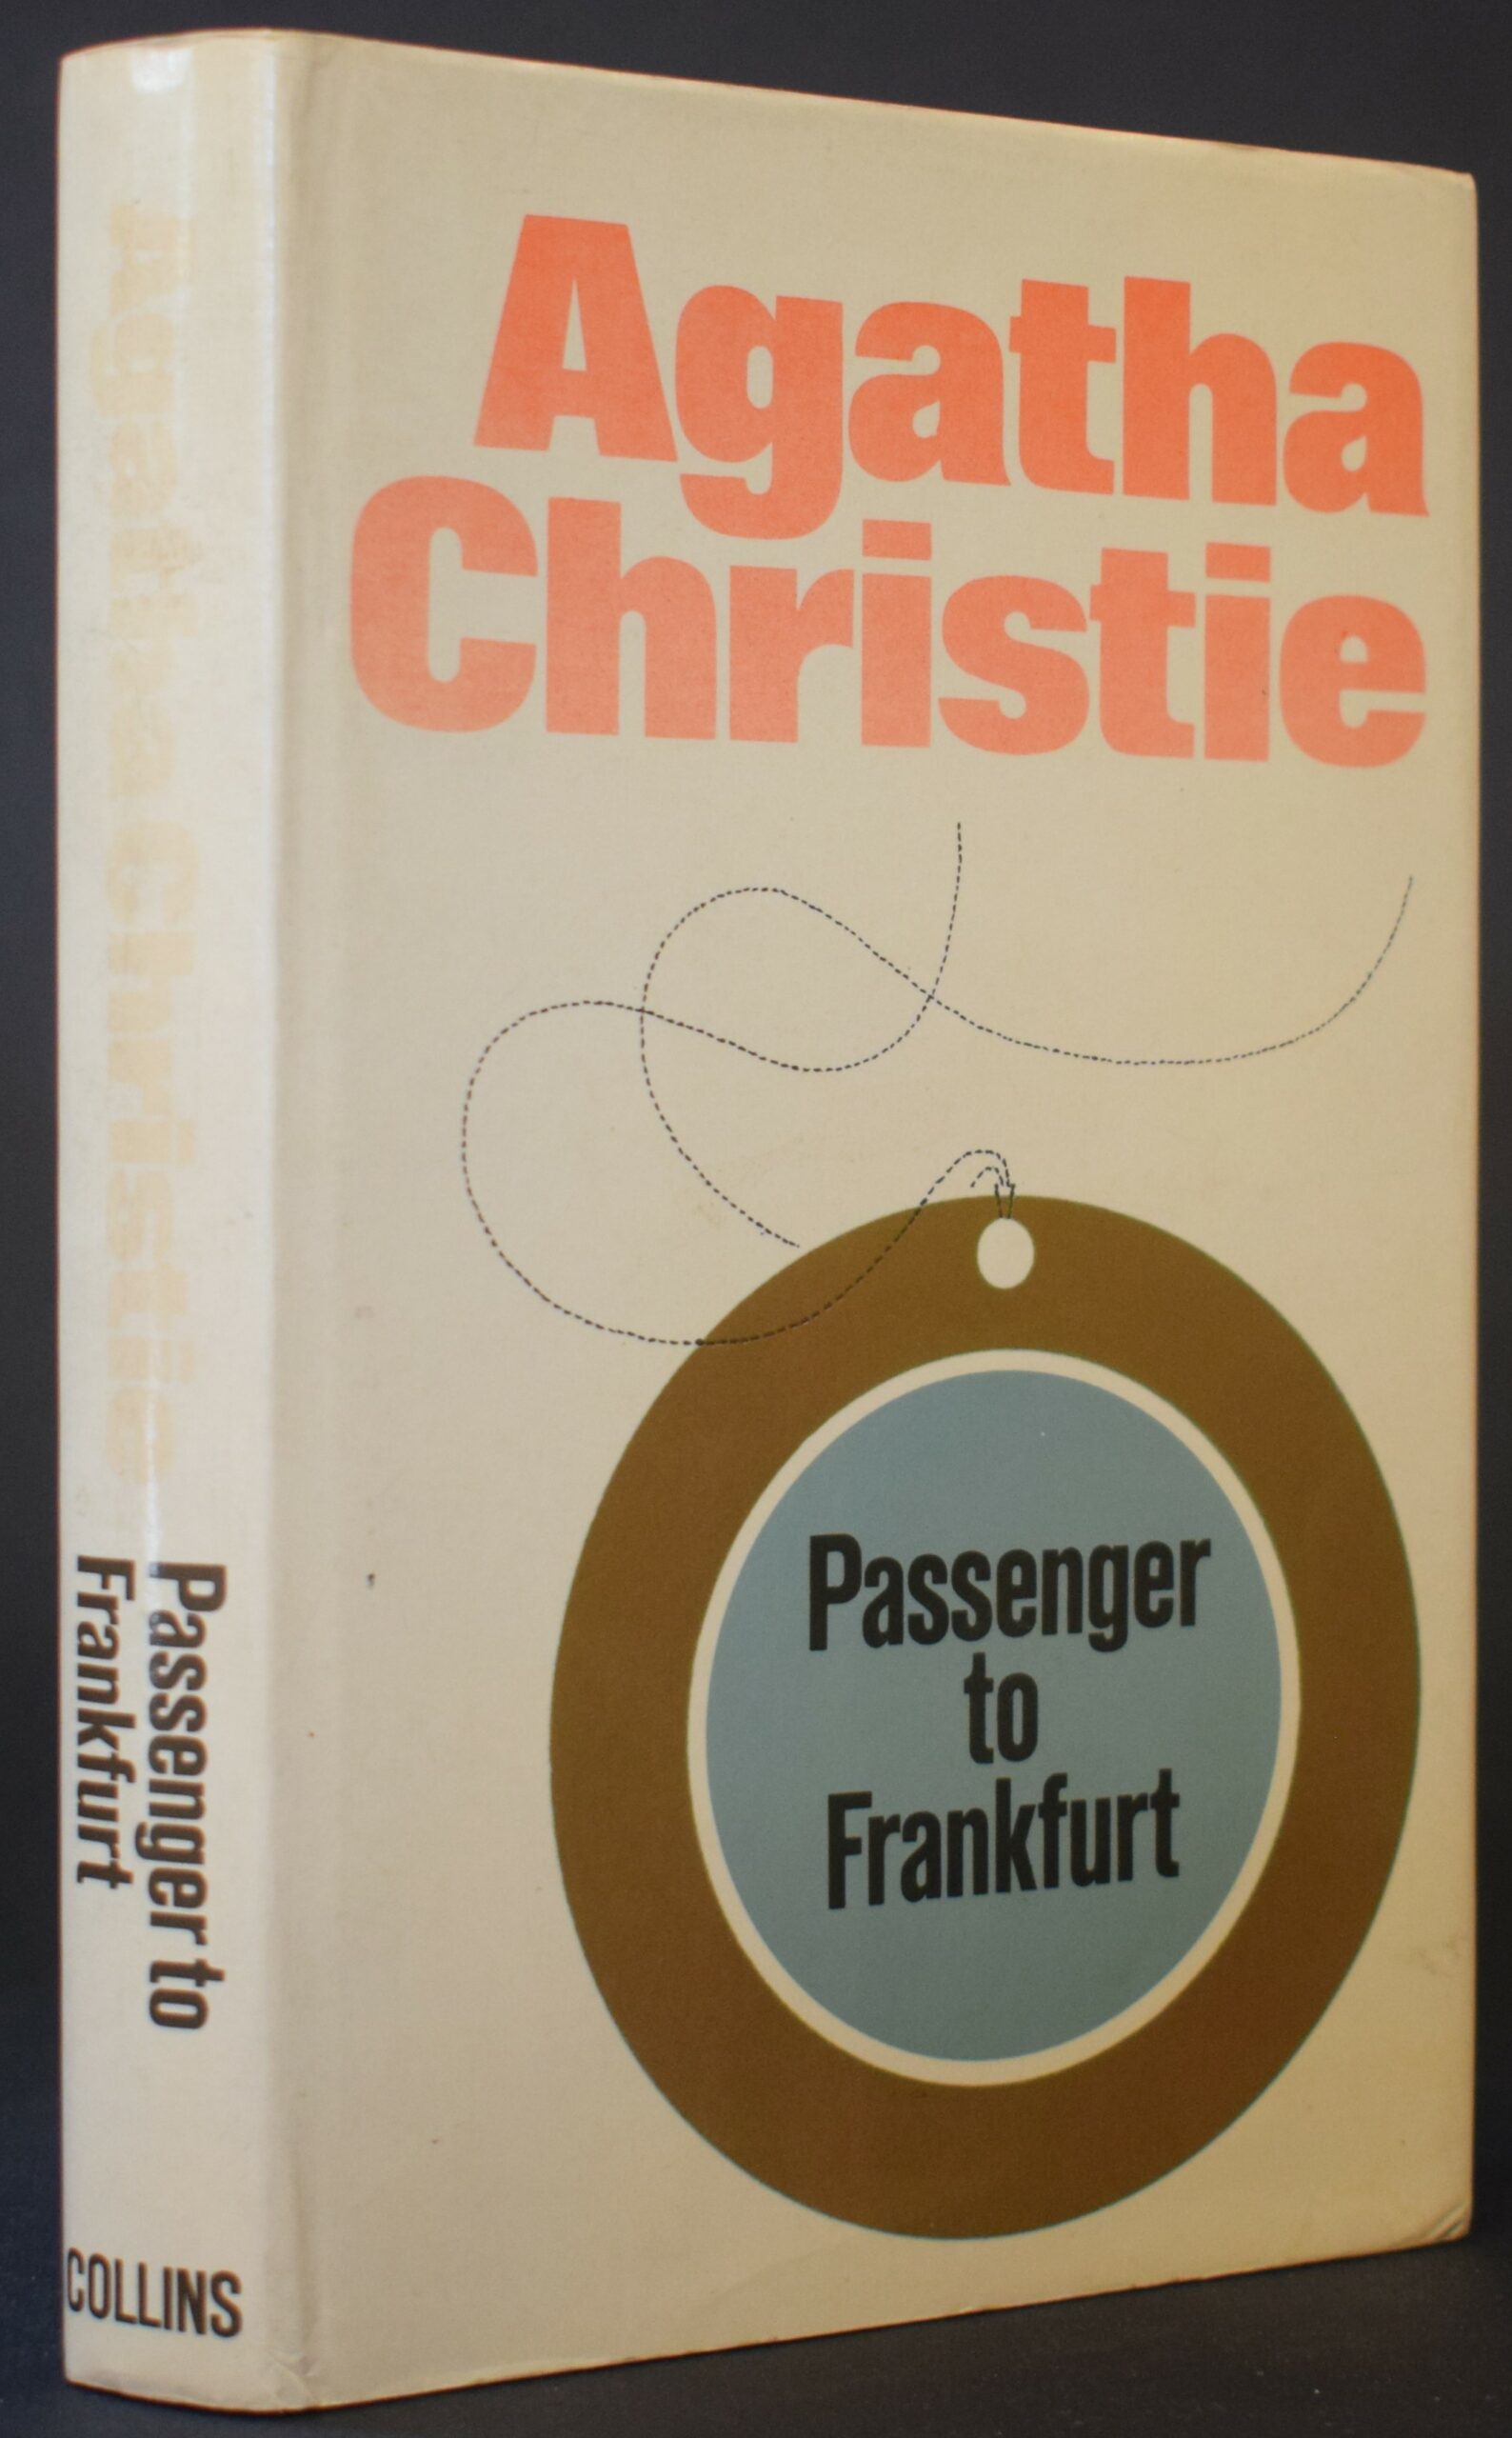 Agatha
Christie
Passenger
to
Frankfurt
Agatha Christie
Passenger to
Frankfurt
COLLINS